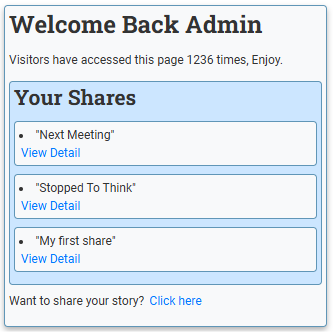 Welcome Back Admin
Visitors have accessed this page 1236 times, Enjoy.
Your Shares
• "Next Meeting"
View Detail
• "Stopped To Think"
View Detail
• "My first share"
View Detail
Want to share your story? Click here